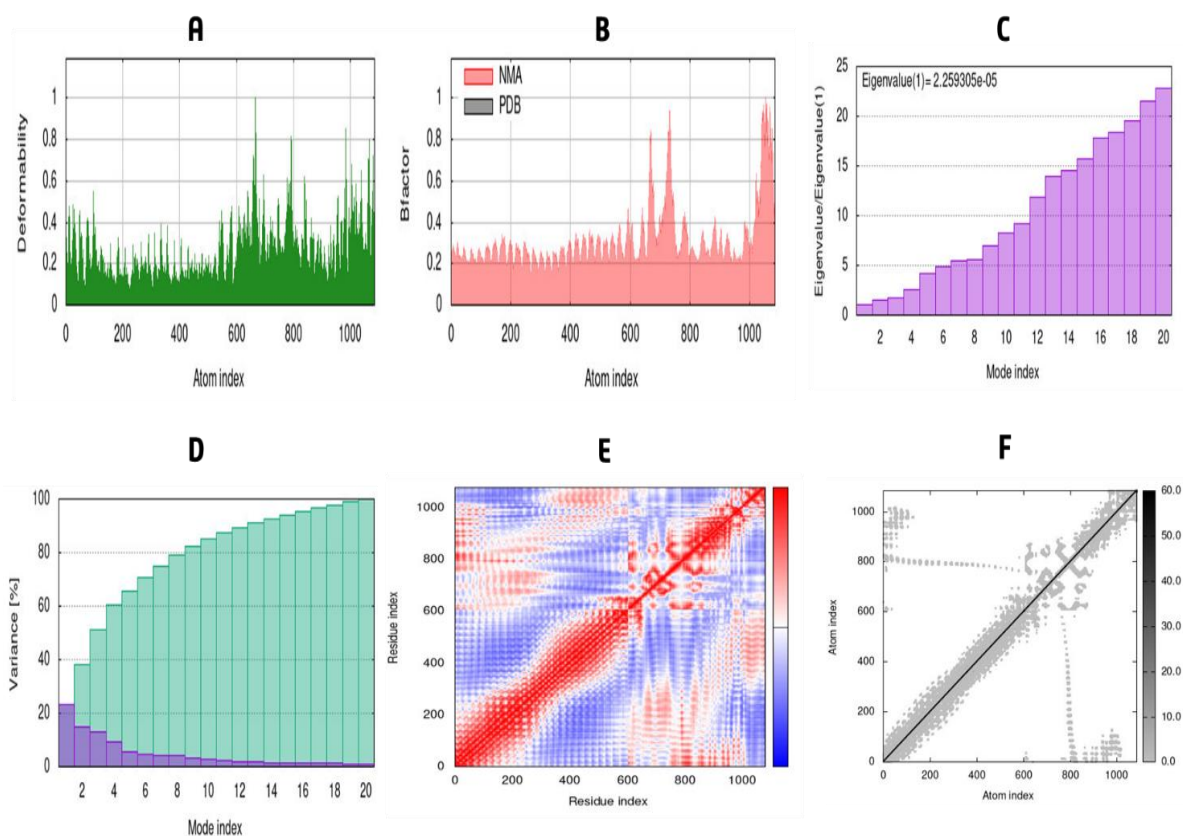 A
Deformability
1
0.8
0.6
0.4
0.2
0
0 200 400 600 800 1000
Atom index
B
NMA
PDB
Bfactor
1
0.8
0.6
0.4
0.2
0
0 200 400 600 800 1000
Atom index
C
Eigenvalue(1)= 2.259305e-05
Eigenvalue/Eigenvalue(1)
25
20
15
10
5
0
2 4 6 8 10 12 14 16 18 20
Mode index
D
Variance [%]
100
80
60
40
20
0
2 4 6 8 10 12 14 16 18 20
Mode index
E
Residue index
1000
800
600
400
200
0
0 200 400 600 800 1000
Residue index
F
Atom index
1000
800
600
400
200
0
0 200 400 600 800 1000
Atom index
60.0
50.0
40.0
30.0
20.0
10.0
0.0